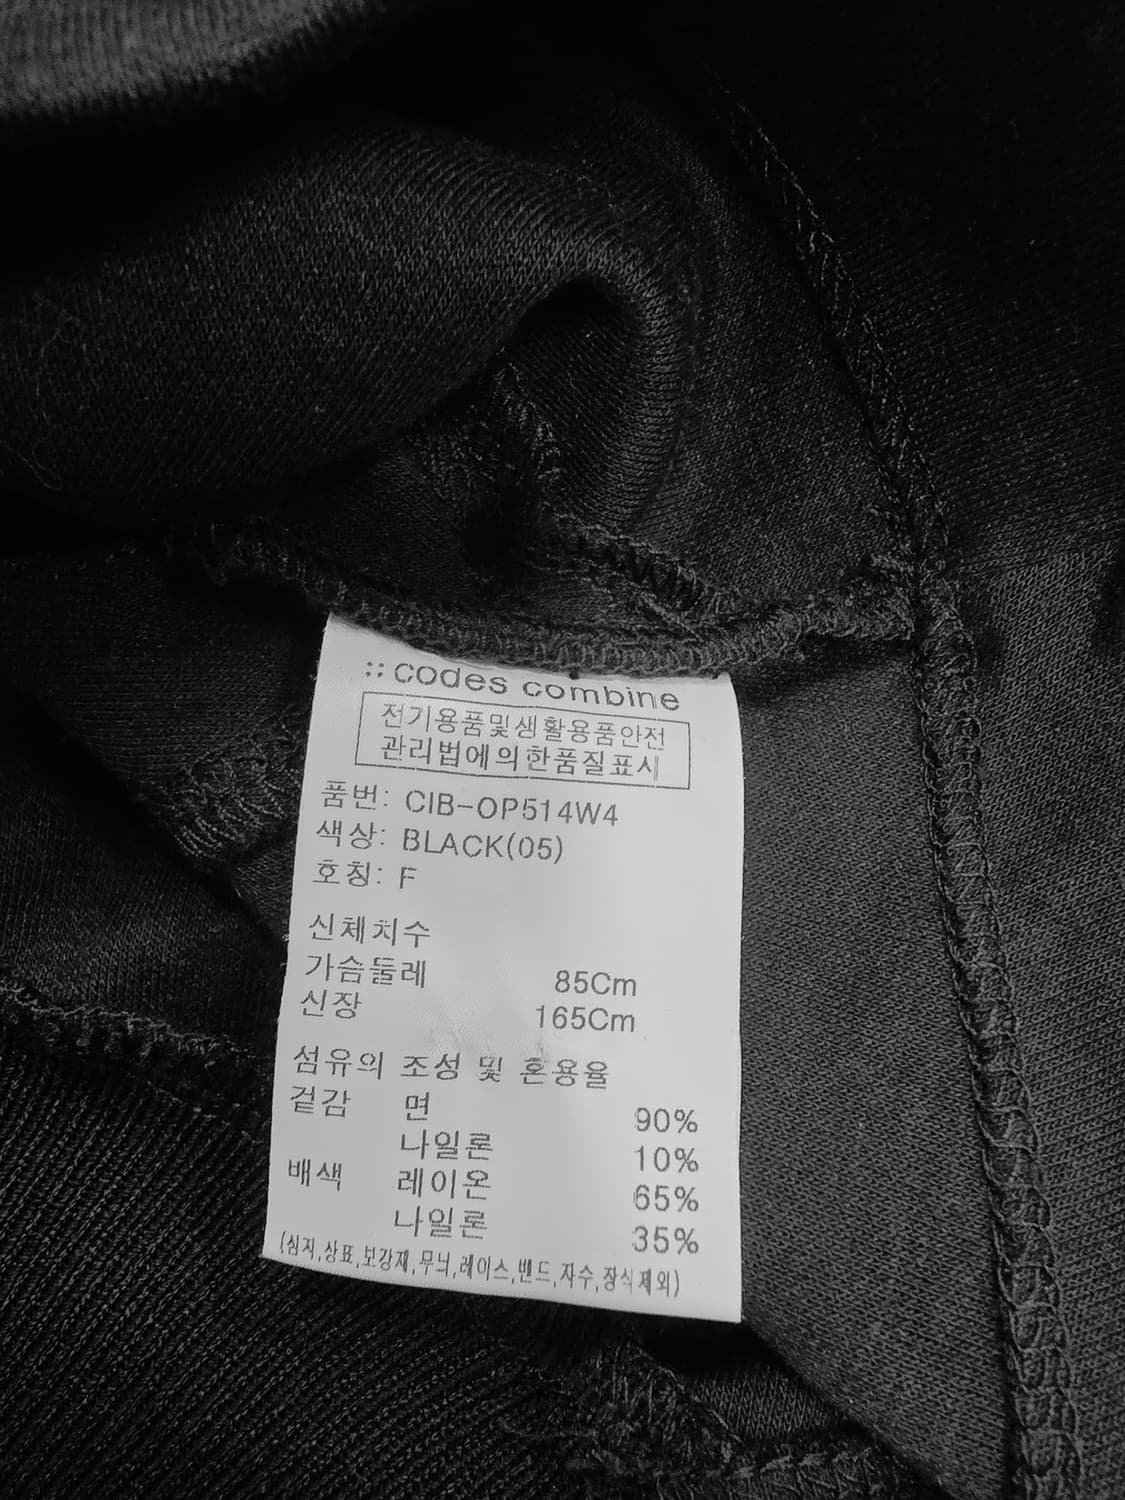 :: codes combine
전기용품및생활용품안전
관리법에의한품질표시
품번: CIB-OP514W4
색상: BLACK(05)
호칭: F
신체치수
가슴둘레 85Cm
신장 165Cm
섬유의 조성 및 혼용율
겉감 면 90%
나일론 10%
배색 레이온 65%
나일론 35%
(심지,상표,보강재,무늬,레이스,밴드,자수,장식제외)